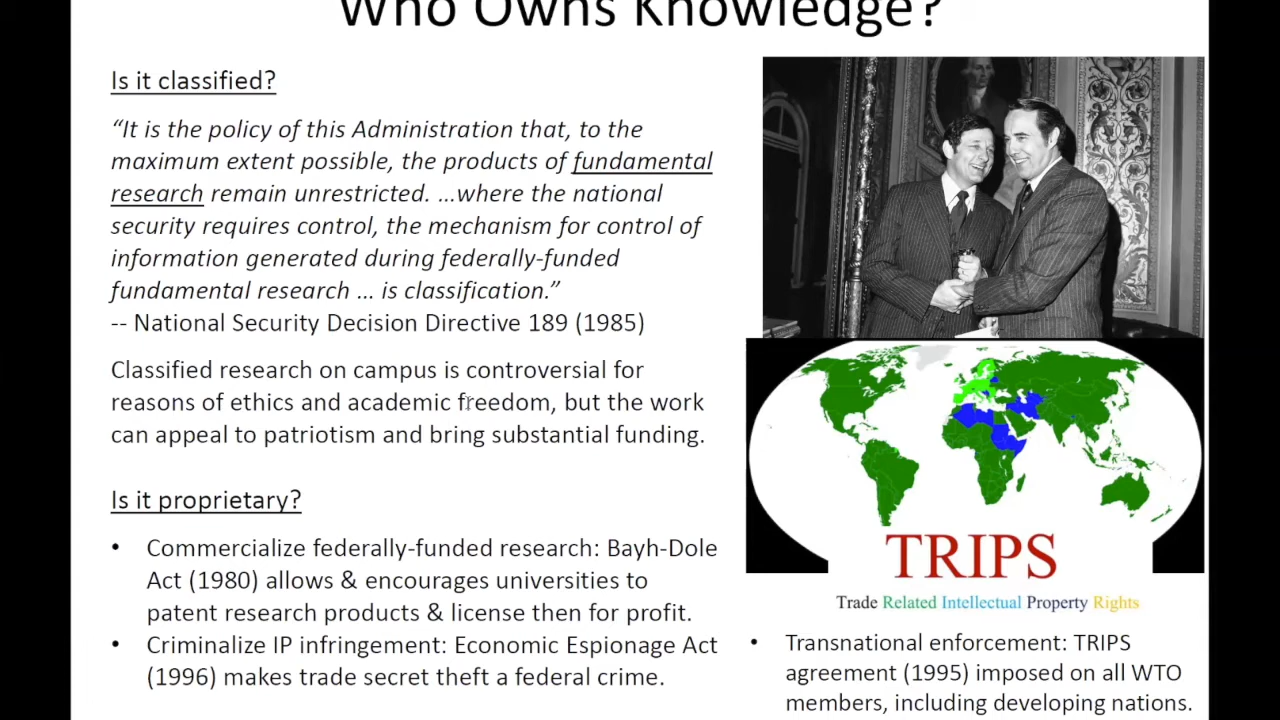 Who Owns Knowledge?
Is it classified?
“It is the policy of this Administration that, to the
maximum extent possible, the products of fundamental
research remain unrestricted. ...where the national
security requires control, the mechanism for control of
information generated during federally-funded
fundamental research ... is classification.”
-- National Security Decision Directive 189 (1985)
Classified research on campus is controversial for
reasons of ethics and academic freedom, but the work
can appeal to patriotism and bring substantial funding.
Is it proprietary?
• Commercialize federally-funded research: Bayh-Dole
Act (1980) allows & encourages universities to
patent research products & license then for profit.
• Criminalize IP infringement: Economic Espionage Act
(1996) makes trade secret theft a federal crime.
TRIPS
Trade Related Intellectual Property Rights
• Transnational enforcement: TRIPS
agreement (1995) imposed on all WTO
members, including developing nations.